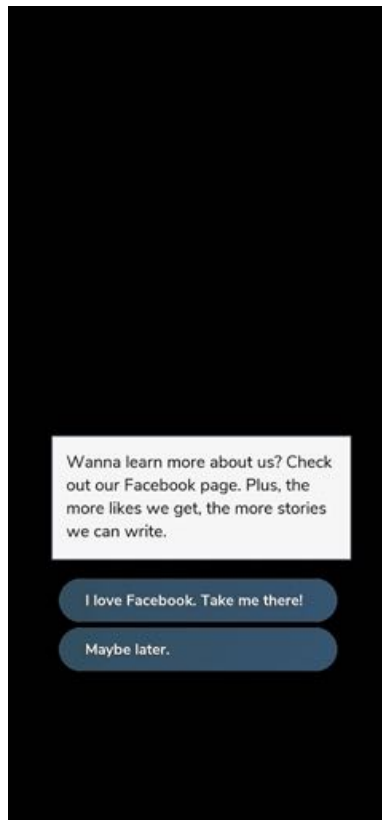 Wanna learn more about us? Check
out our Facebook page. Plus, the
more likes we get, the more stories
we can write.
I love Facebook. Take me there!
Maybe later.